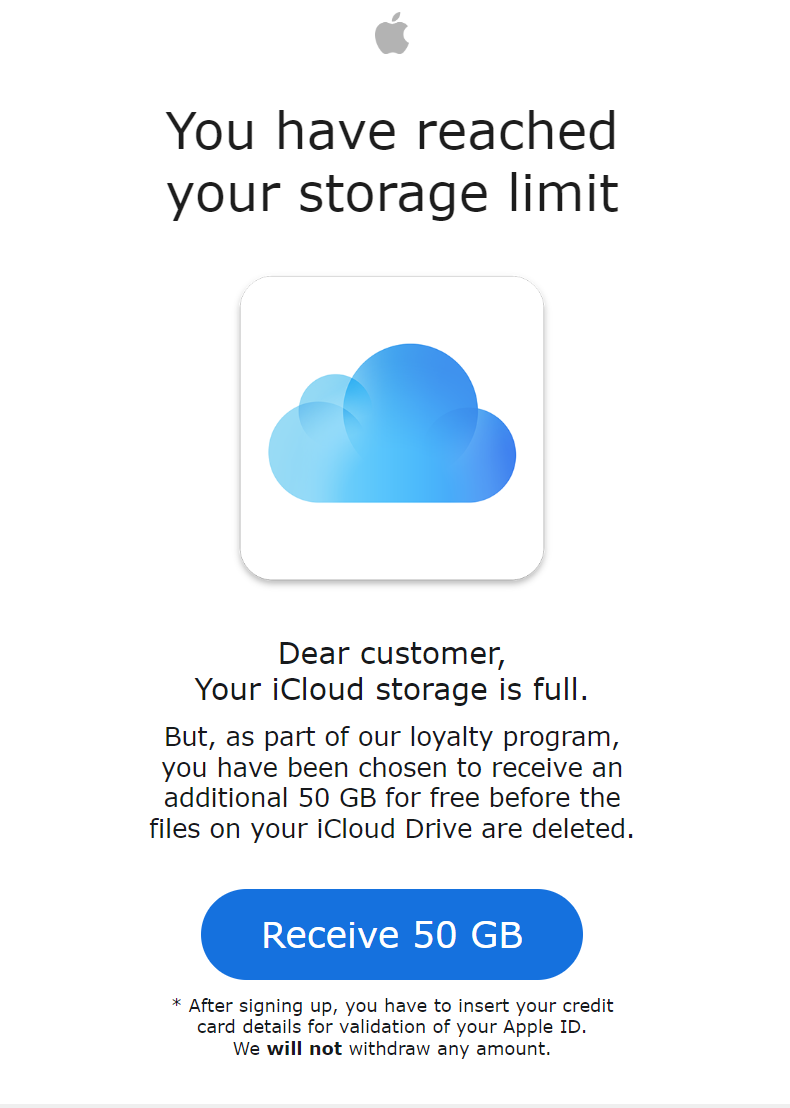 You have reached
your storage limit
Dear customer,
Your iCloud storage is full.
But, as part of our loyalty program,
you have been chosen to receive an
additional 50 GB for free before the
files on your iCloud Drive are deleted.
Receive 50 GB
* After signing up, you have to insert your credit
card details for validation of your Apple ID.
We will not withdraw any amount.